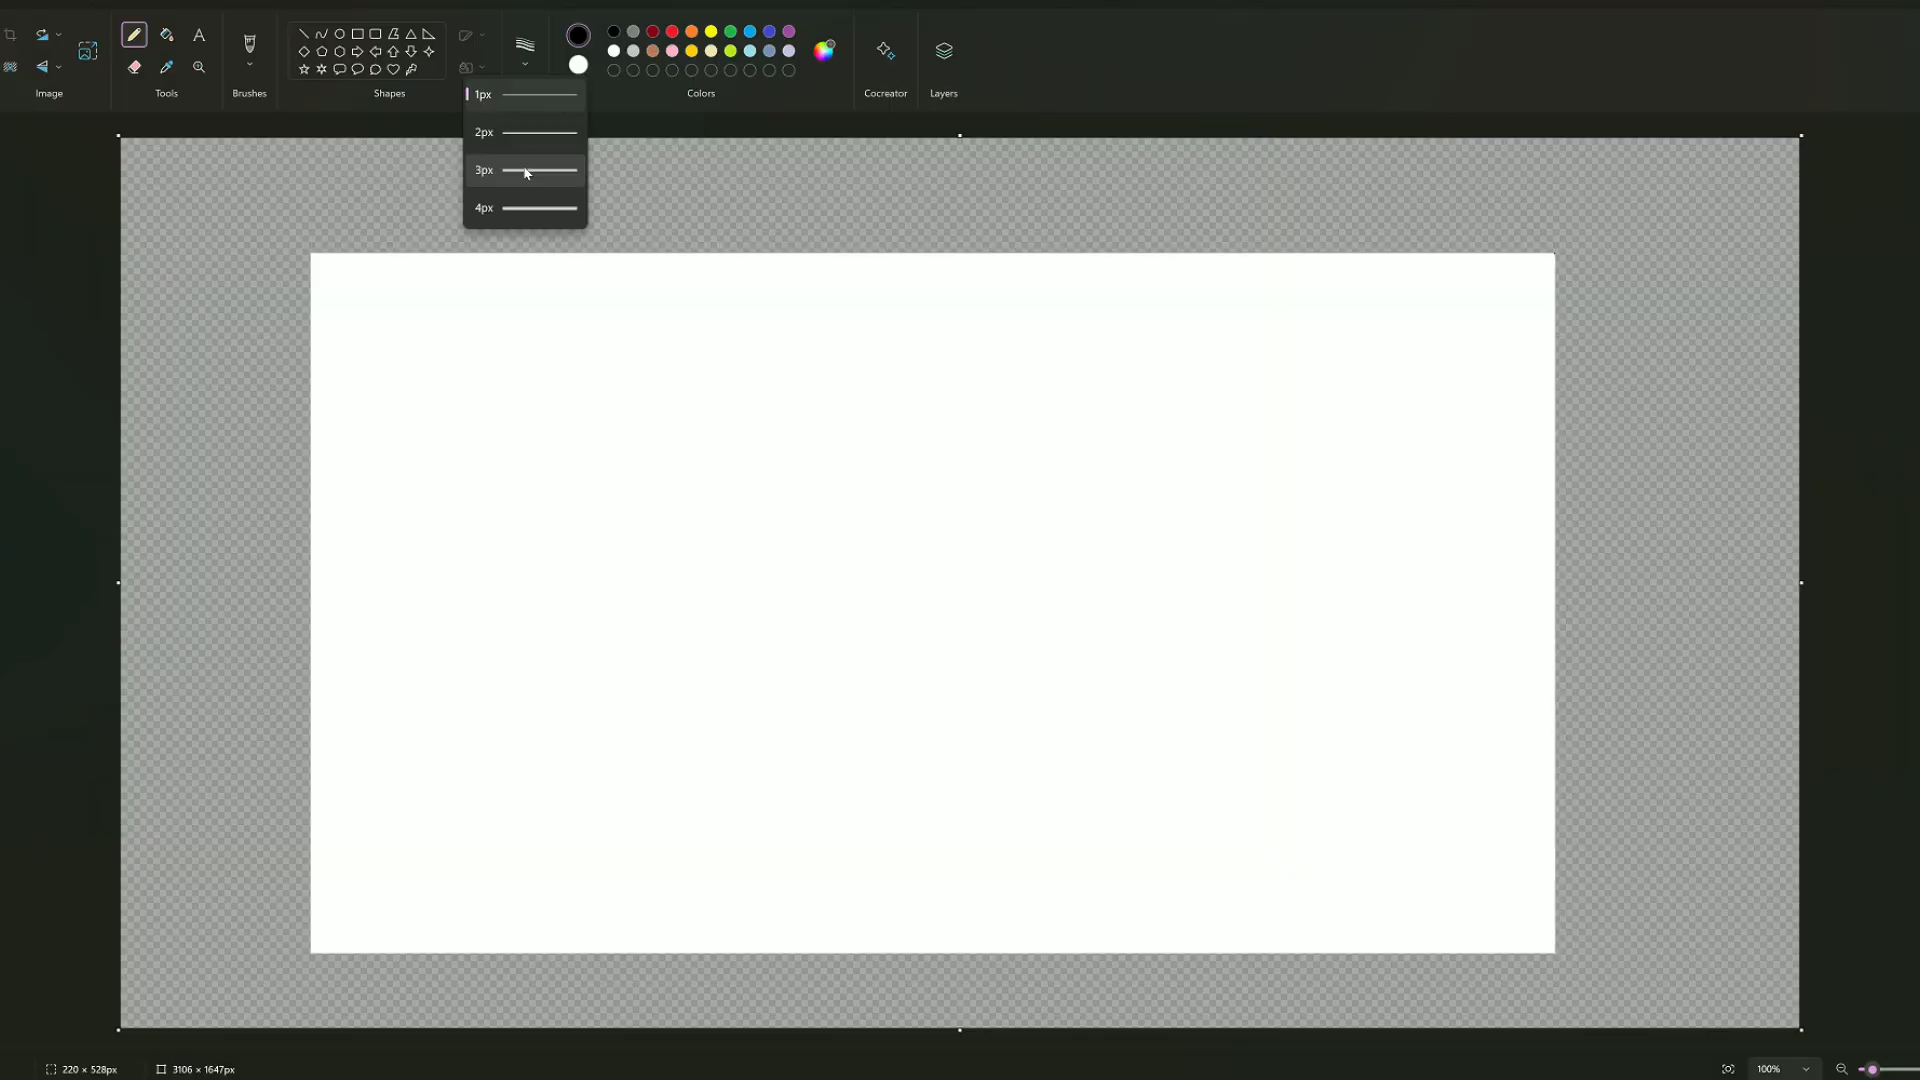 A
Image
Tools
Brushes
Shapes
Colors
Cocreator
Layers
1px
2px
3px
4px
220 × 528px
3106 × 1647px
100%